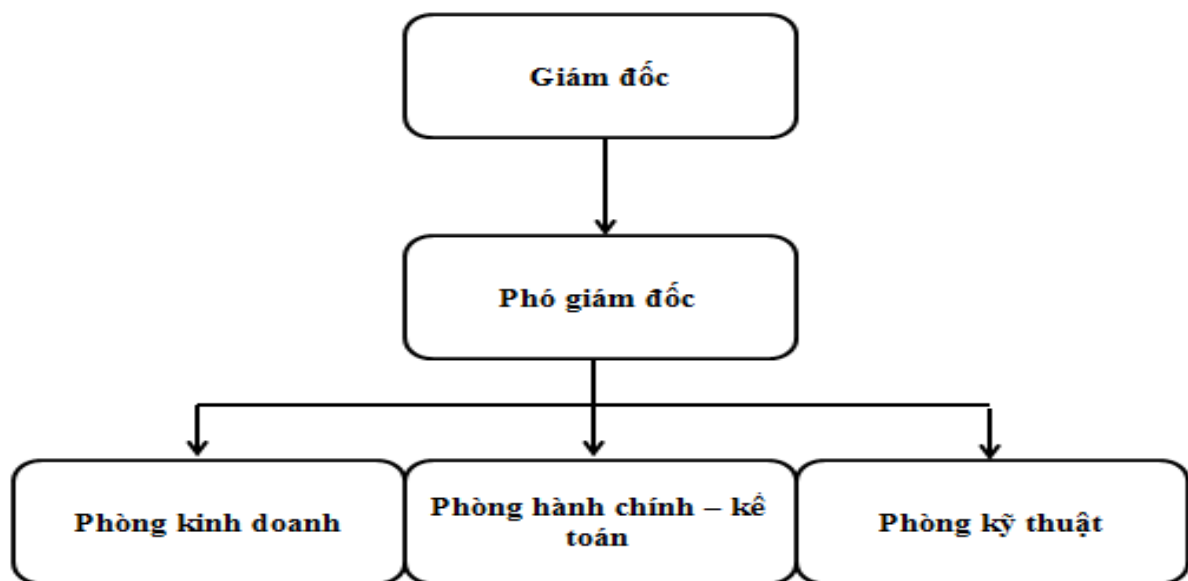 Giám đốc
Phó giám đốc
Phòng kinh doanh
Phòng hành chính – kế
toán
Phòng kỹ thuật